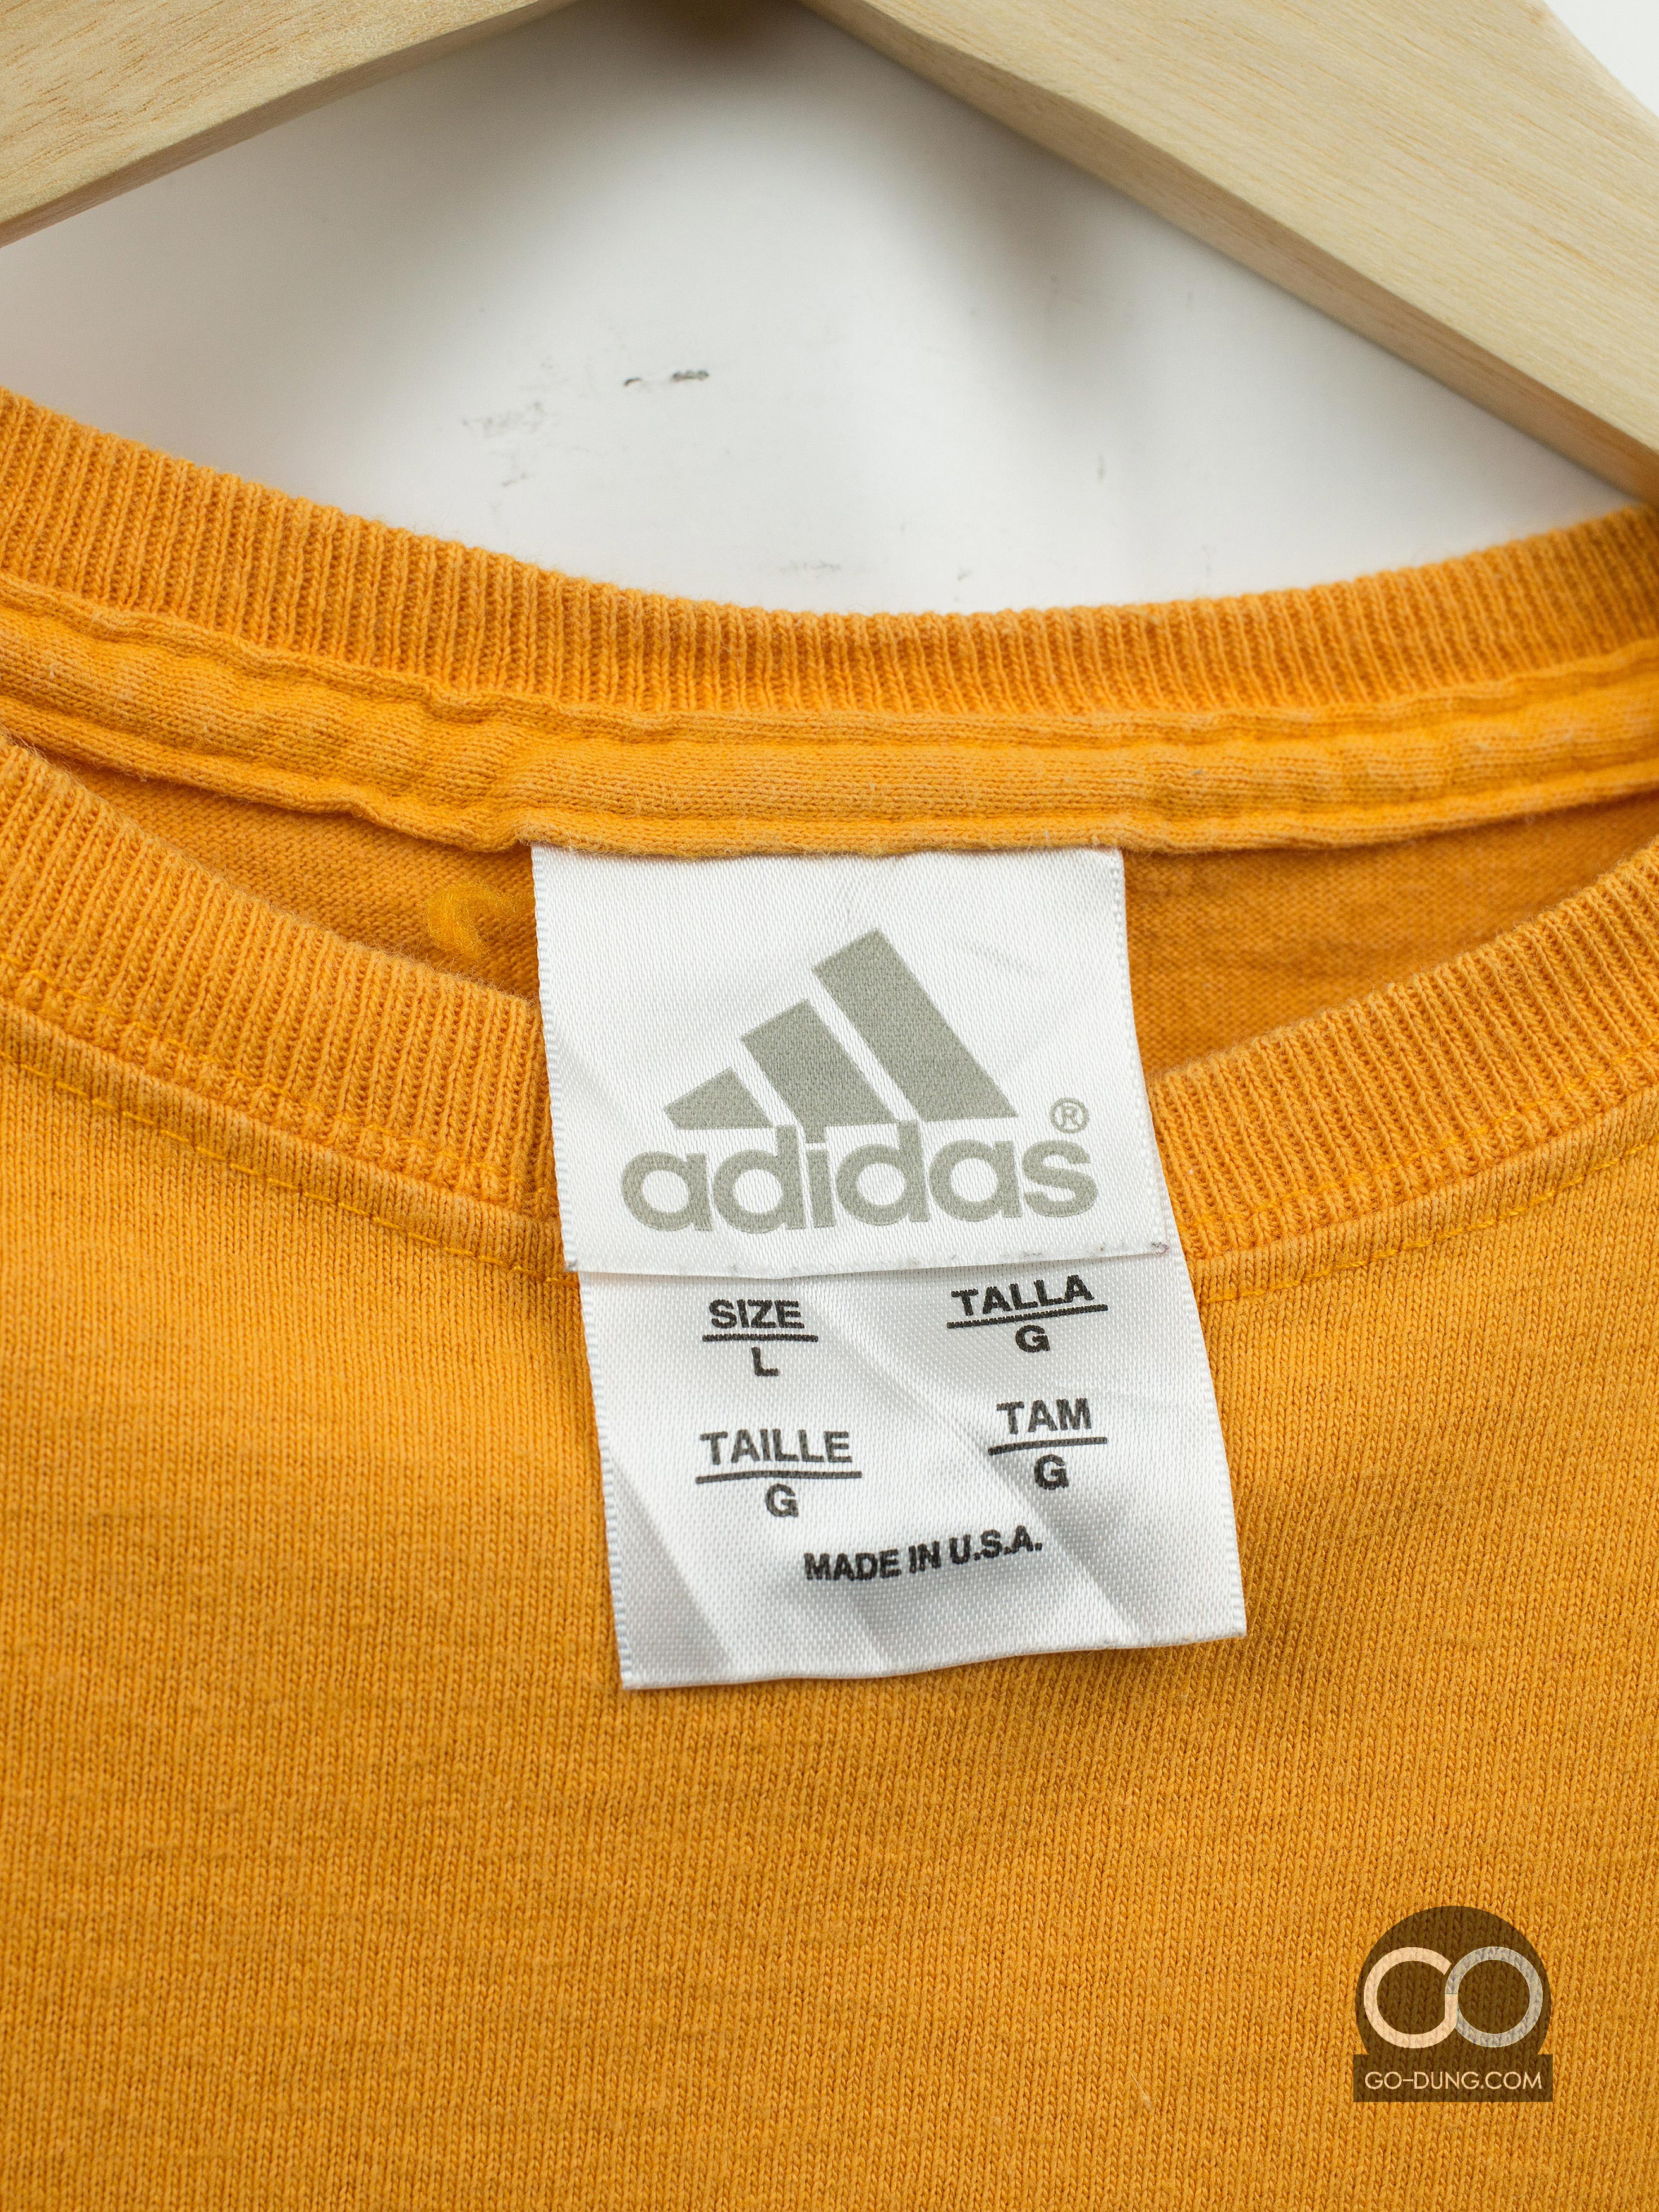 adidas®
SIZE TALLA
L G
TAILLE TAM
G G
MADE IN U.S.A.
GO-DUNG.COM